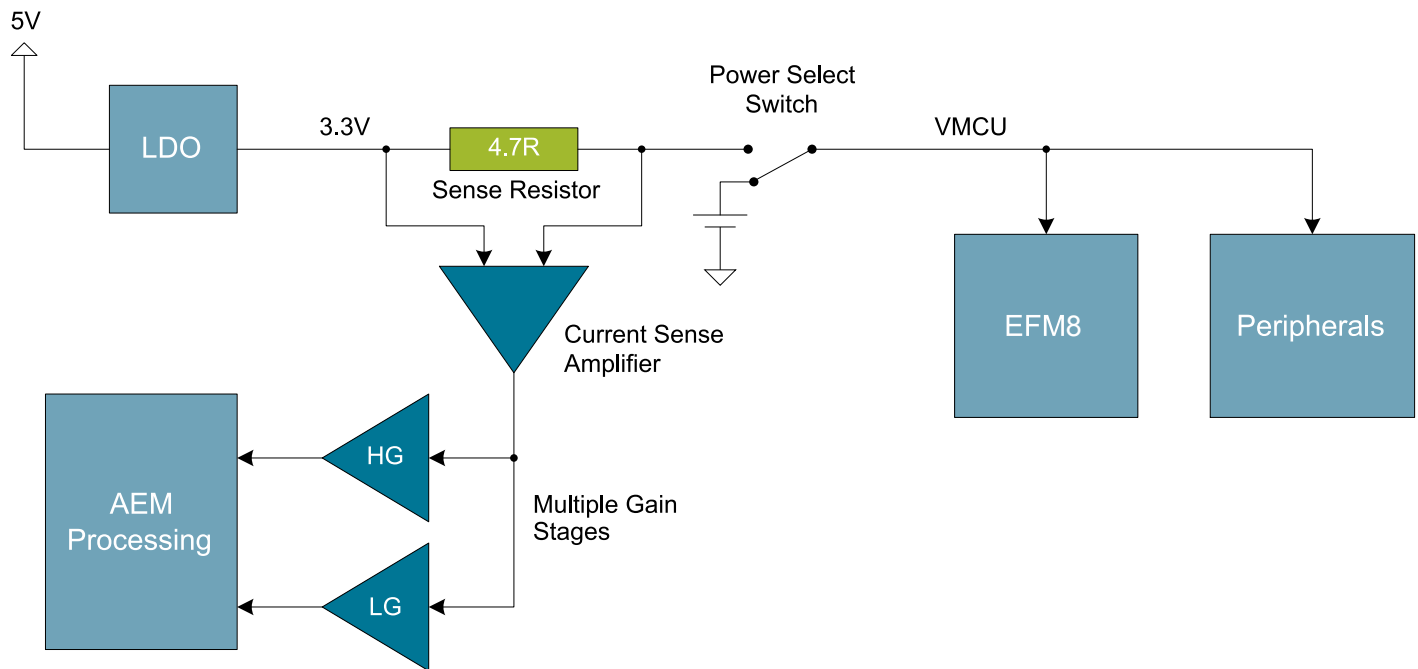 5V
LDO
3.3V
4.7R
Sense Resistor
Power Select
Switch
VMCU
EFM8
Peripherals
Current Sense
Amplifier
HG
Multiple Gain
Stages
LG
AEM
Processing